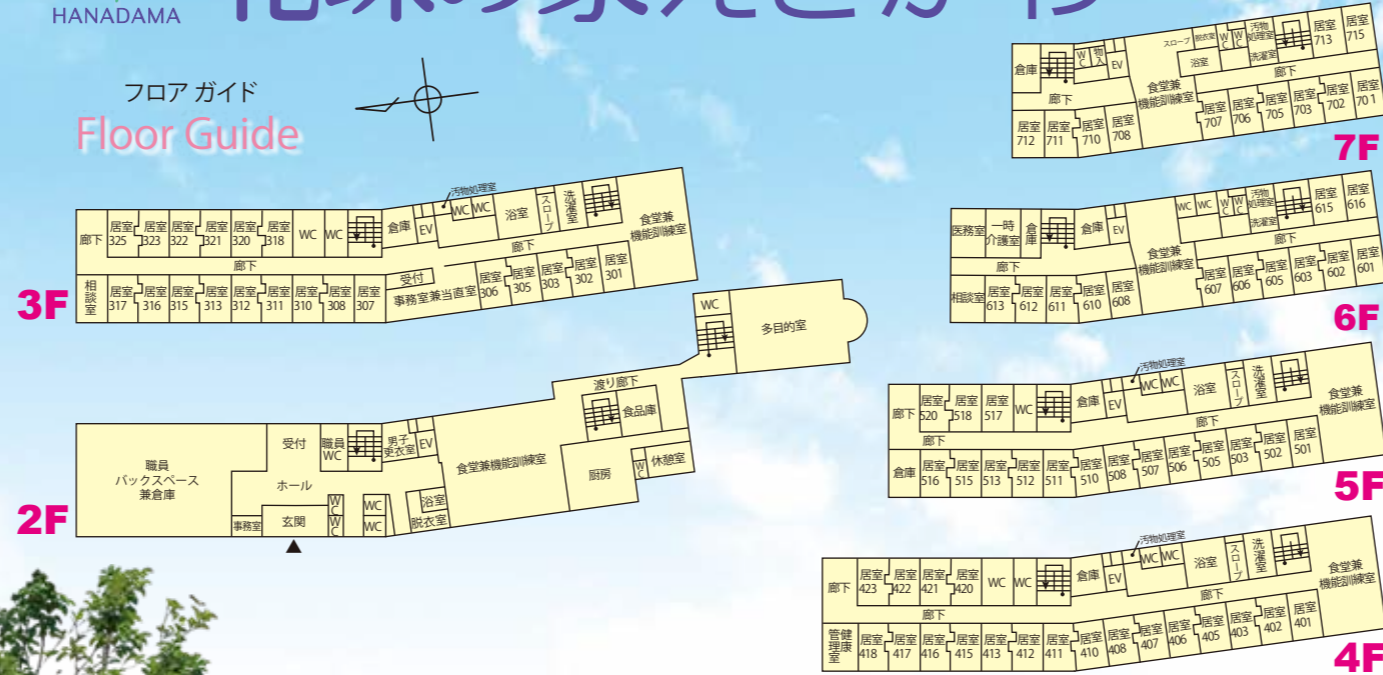 HANADAMA
フロア ガイド
Floor Guide
7F
倉庫
WC
物入
EV
食堂兼
機能訓練室
スロープ
脱衣室
WC
WC
汚物
処理室
浴室
洗濯室
居室
713
居室
715
廊下
廊下
居室
712
居室
711
居室
710
居室
708
居室
707
居室
706
居室
705
居室
703
居室
702
居室
701
6F
医務室
一時
介護室
倉庫
倉庫
EV
食堂兼
機能訓練室
WC
WC
WC
WC
汚物
処理室
洗濯室
居室
615
居室
616
廊下
廊下
相談室
居室
613
居室
612
居室
611
居室
610
居室
608
居室
607
居室
606
居室
605
居室
603
居室
602
居室
601
3F
廊下
居室
325
居室
323
居室
322
居室
321
居室
320
居室
318
WC
WC
倉庫
EV
汚物処理室
WC
WC
浴室
スロープ
洗濯室
食堂兼
機能訓練室
廊下
廊下
相談室
居室
317
居室
316
居室
315
居室
313
居室
312
居室
311
居室
310
居室
308
居室
307
受付
事務室兼当直室
居室
306
居室
305
居室
303
居室
302
居室
301
2F
WC
多目的室
渡り廊下
食品庫
職員
バックスペース
兼倉庫
受付
職員
WC
男子
更衣室
EV
食堂兼機能訓練室
厨房
WC
休憩室
ホール
事務室
玄関
WC
WC
WC
WC
浴室
脱衣室
5F
廊下
居室
520
居室
518
居室
517
WC
倉庫
EV
汚物処理室
WC
WC
浴室
スロープ
洗濯室
食堂兼
機能訓練室
廊下
廊下
倉庫
居室
516
居室
515
居室
513
居室
512
居室
511
居室
510
居室
508
居室
507
居室
506
居室
505
居室
503
居室
502
居室
501
4F
廊下
居室
423
居室
422
居室
421
居室
420
WC
WC
倉庫
EV
汚物処理室
WC
WC
浴室
スロープ
洗濯室
食堂兼
機能訓練室
廊下
廊下
健康
管理室
居室
418
居室
417
居室
416
居室
415
居室
413
居室
412
居室
411
居室
410
居室
408
居室
407
居室
406
居室
405
居室
403
居室
402
居室
401